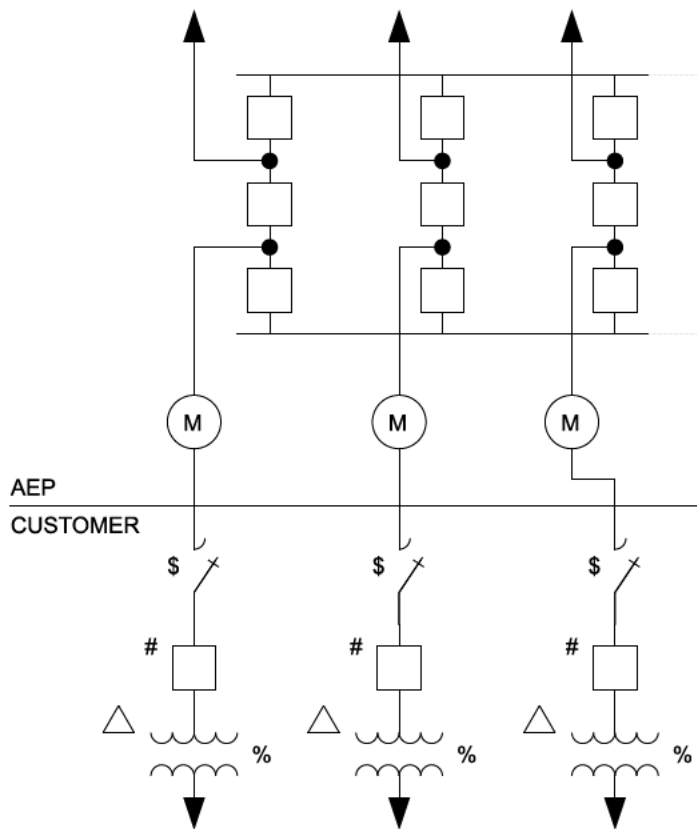 M M M
AEP
CUSTOMER
$ $ $
# # #
% % %